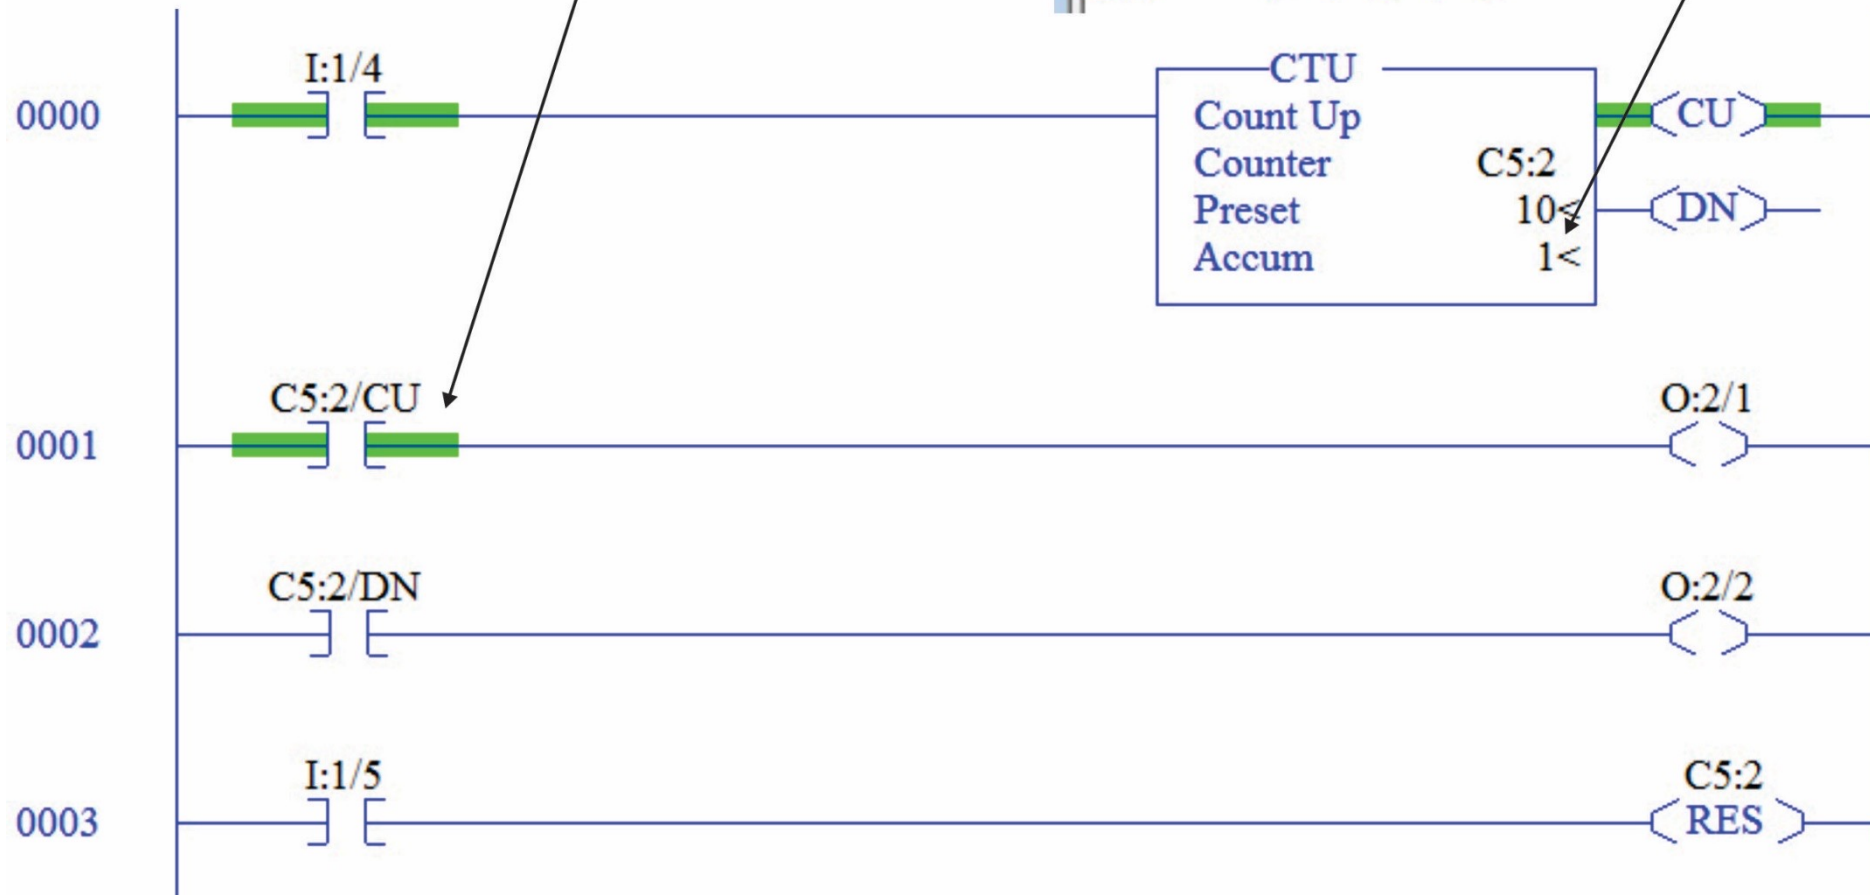 I:1/4
CTU
0000
Count Up
CU
Counter C5:2
Preset 10<
DN
Accum 1<
C5:2/CU
O:2/1
0001
C5:2/DN
O:2/2
0002
I:1/5
C5:2
0003
RES